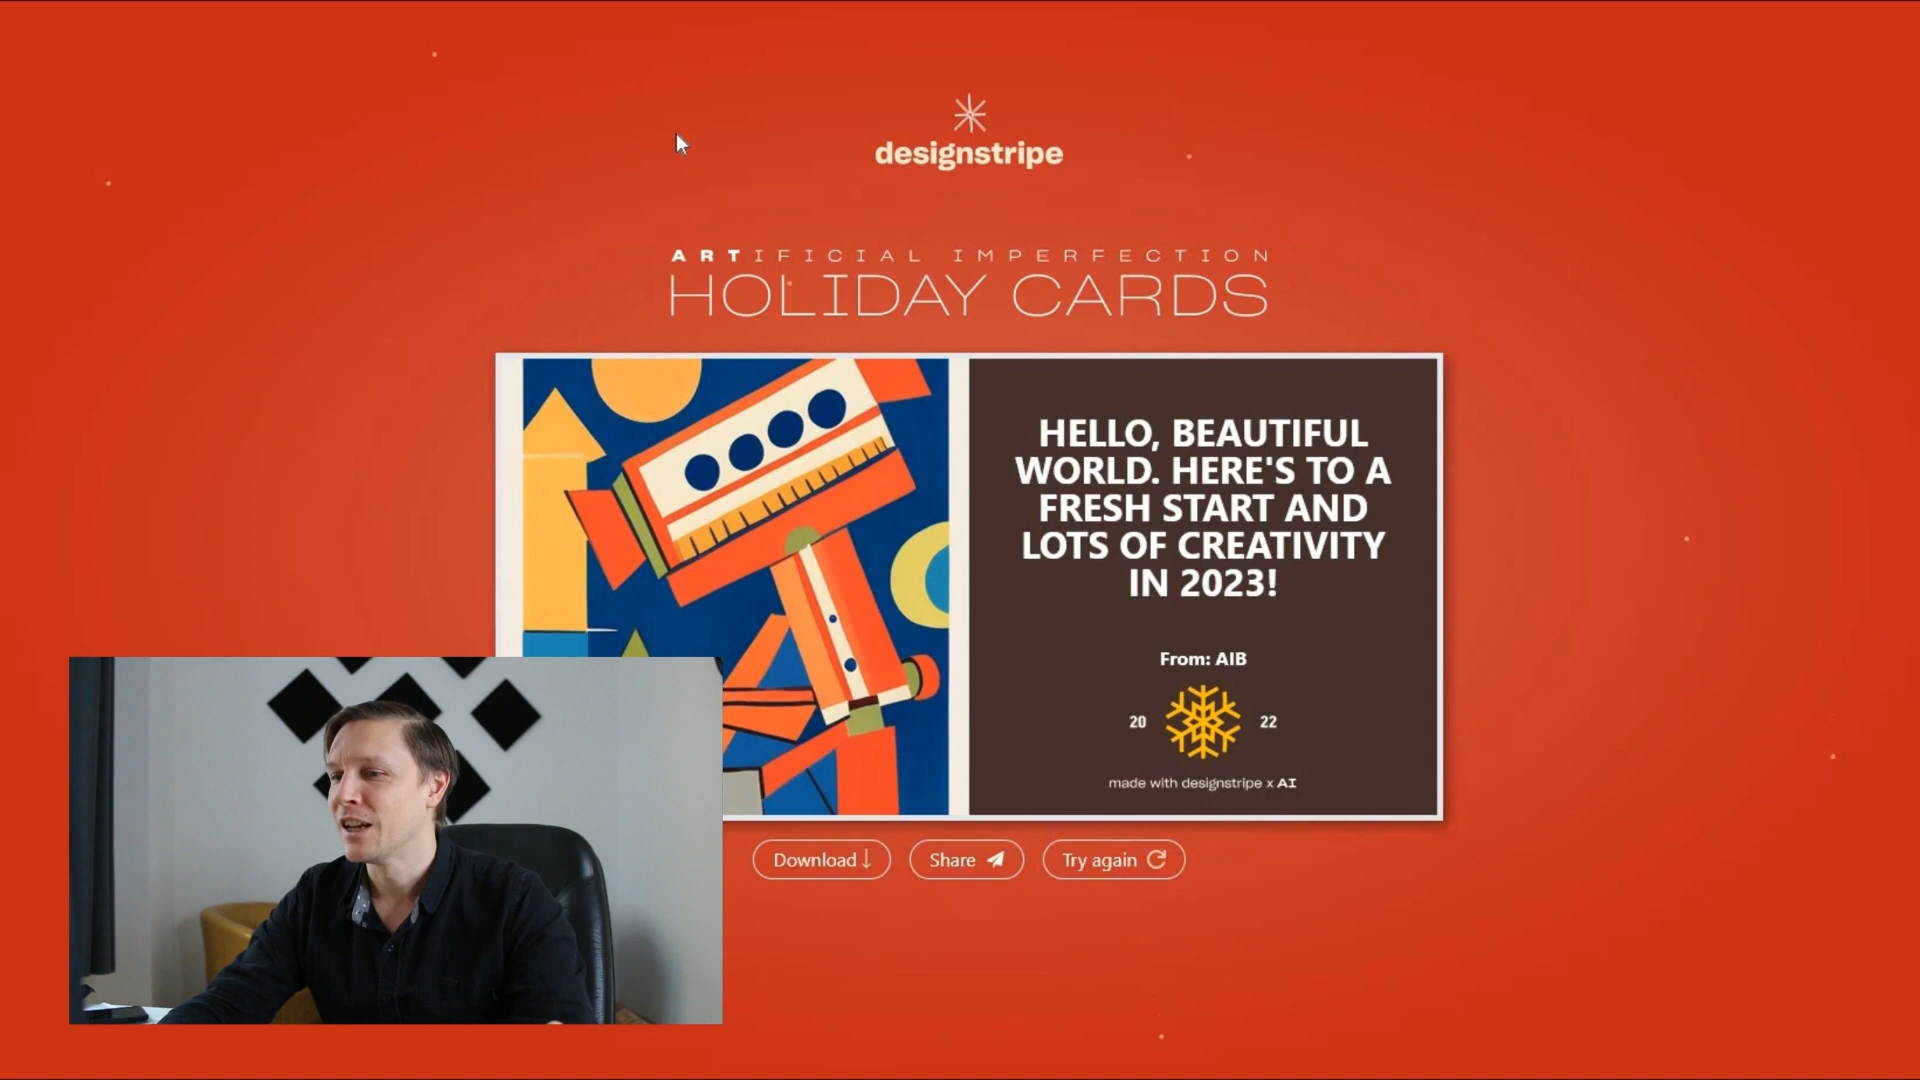 designstripe
ARTIFICIAL IMPERFECTION
HOLIDAY CARDS
HELLO, BEAUTIFUL
WORLD. HERE'S TO A
FRESH START AND
LOTS OF CREATIVITY
IN 2023!
From: AIB
20 22
made with designstripe x AI
Download
Share
Try again